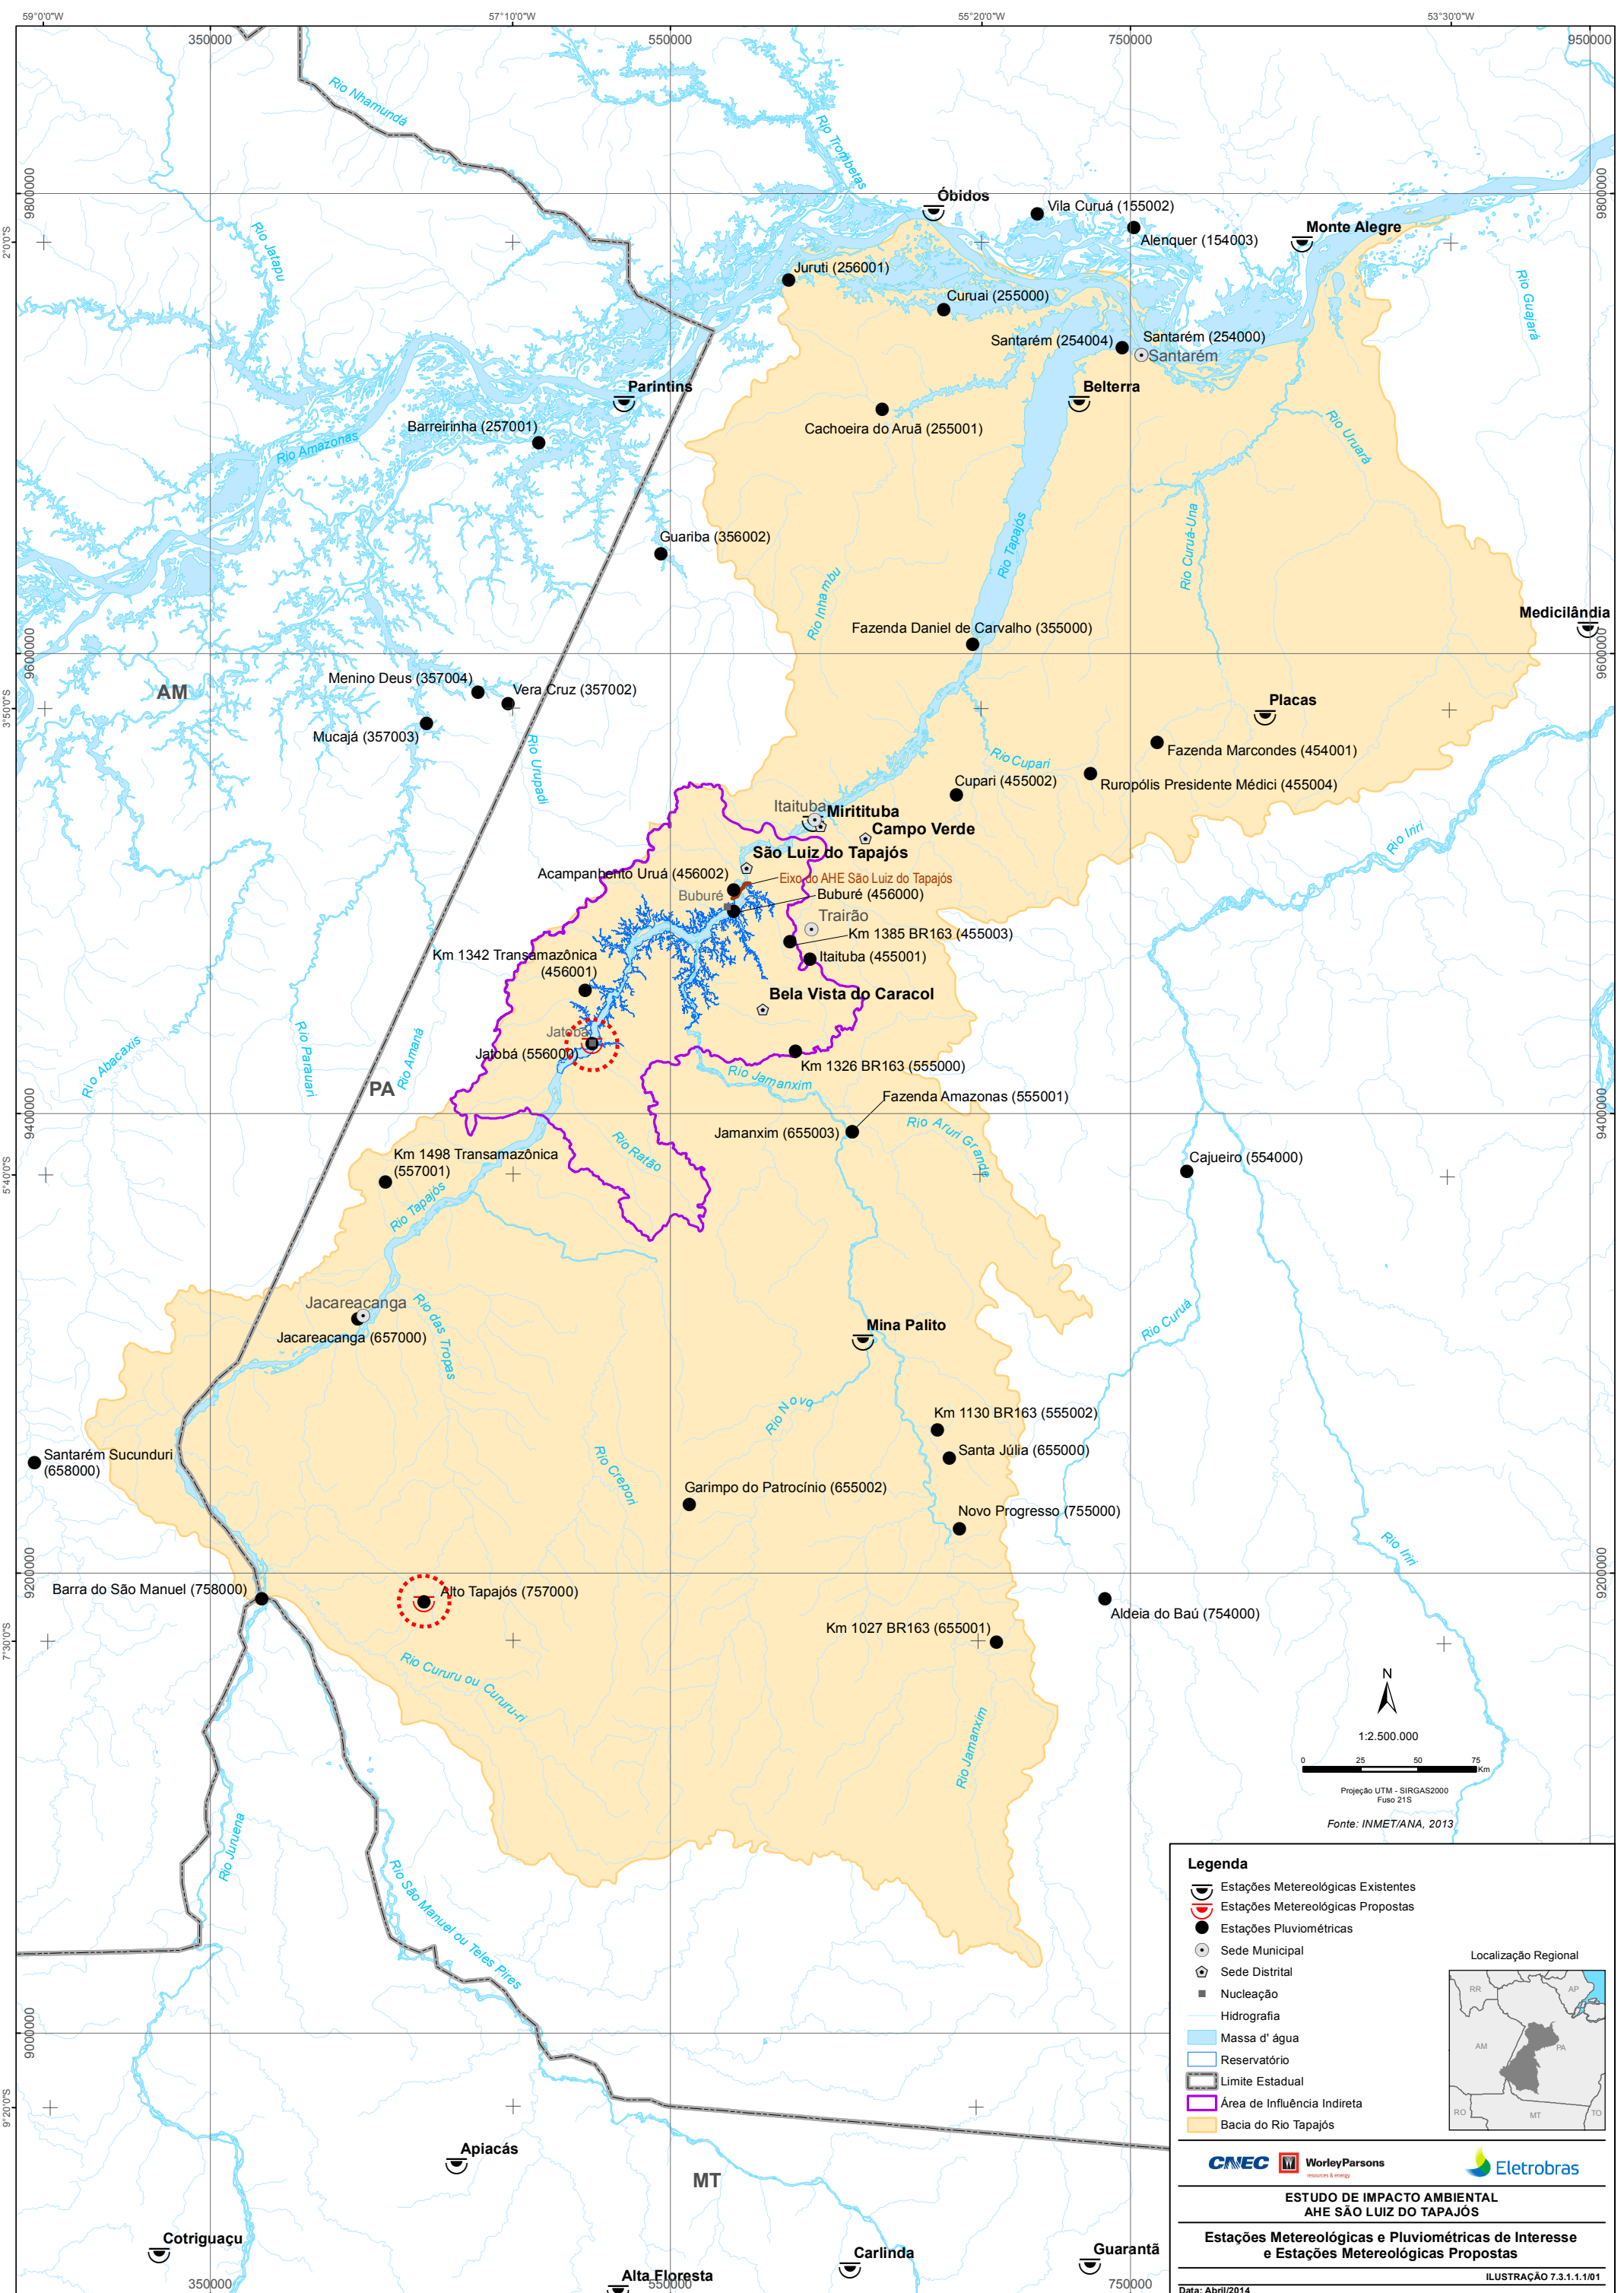 59°0'0"W
57°10'0"W
55°20'0"W
53°30'0"W
350000
550000
750000
950000
Rio Nhamundá
Rio Trombetas
9800000
9800000
Óbidos
Vila Curuá (155002)
Alenquer (154003)
Monte Alegre
2°0'0"S
Rio Jatapu
Juruti (256001)
Curuai (255000)
Rio Guajará
Santarém (254004)
Santarém (254000)
Santarém
Parintins
Belterra
Barreirinha (257001)
Rio Amazonas
Cachoeira do Aruã (255001)
Rio Uruará
Guariba (356002)
Rio Tapajós
Rio Curuá-Una
Rio Inhambu
Medicilândia
Fazenda Daniel de Carvalho (355000)
9600000
9600000
AM
Menino Deus (357004)
Vera Cruz (357002)
3°50'0"S
Placas
Mucajá (357003)
Fazenda Marcondes (454001)
Rio Urupadi
Rio Cupari
Cupari (455002)
Ruropólis Presidente Médici (455004)
Itaituba
Miritituba
Campo Verde
Rio Iriri
São Luiz do Tapajós
Acampanhento Uruá (456002)
Eixo do AHE São Luiz do Tapajós
Buburé
Buburé (456000)
Trairão
Km 1385 BR163 (455003)
Km 1342 Transamazônica
(456001)
Itaituba (455001)
Bela Vista do Caracol
Jatobá
Jatobá (556000)
Km 1326 BR163 (555000)
Rio Abacaxis
Rio Parauari
Rio Amaná
PA
Rio Jamanxim
Fazenda Amazonas (555001)
9400000
9400000
Jamanxim (655003)
Rio Aruri Grande
Rio Ratão
Km 1498 Transamazônica
(557001)
Cajueiro (554000)
5°40'0"S
Rio Tapajós
Jacareacanga
Jacareacanga (657000)
Rio das Tropas
Mina Palito
Rio Curuá
Rio Novo
Km 1130 BR163 (555002)
Santarém Sucunduri
(658000)
Santa Júlia (655000)
Rio Crepori
Garimpo do Patrocínio (655002)
Novo Progresso (755000)
Rio Iriri
9200000
9200000
Barra do São Manuel (758000)
Alto Tapajós (757000)
Aldeia do Baú (754000)
Km 1027 BR163 (655001)
7°30'0"S
Rio Cururu ou Cururu-ri
Rio Jamanxim
N
1:2.500.000
0 25 50 75
Km
Projeção UTM - SIRGAS2000
Fuso 21S
Fonte: INMET/ANA, 2013
Rio Juruena
Rio São Manuel ou Teles Pires
9000000
9°20'0"S
Apiacás
MT
Cotriguaçu
Carlinda
Guarantã
Alta Floresta
350000
550000
750000
Legenda
Estações Metereológicas Existentes
Estações Metereológicas Propostas
Estações Pluviométricas
Sede Municipal
Sede Distrital
Nucleação
Hidrografia
Massa d' água
Reservatório
Limite Estadual
Área de Influência Indireta
Bacia do Rio Tapajós
Localização Regional
RR
AP
AM
PA
RO
MT
TO
CNEC
WorleyParsons
resources & energy
Eletrobras
ESTUDO DE IMPACTO AMBIENTAL
AHE SÃO LUIZ DO TAPAJÓS
Estações Metereológicas e Pluviométricas de Interesse
e Estações Metereológicas Propostas
ILUSTRAÇÃO 7.3.1.1.1/01
Data: Abril/2014